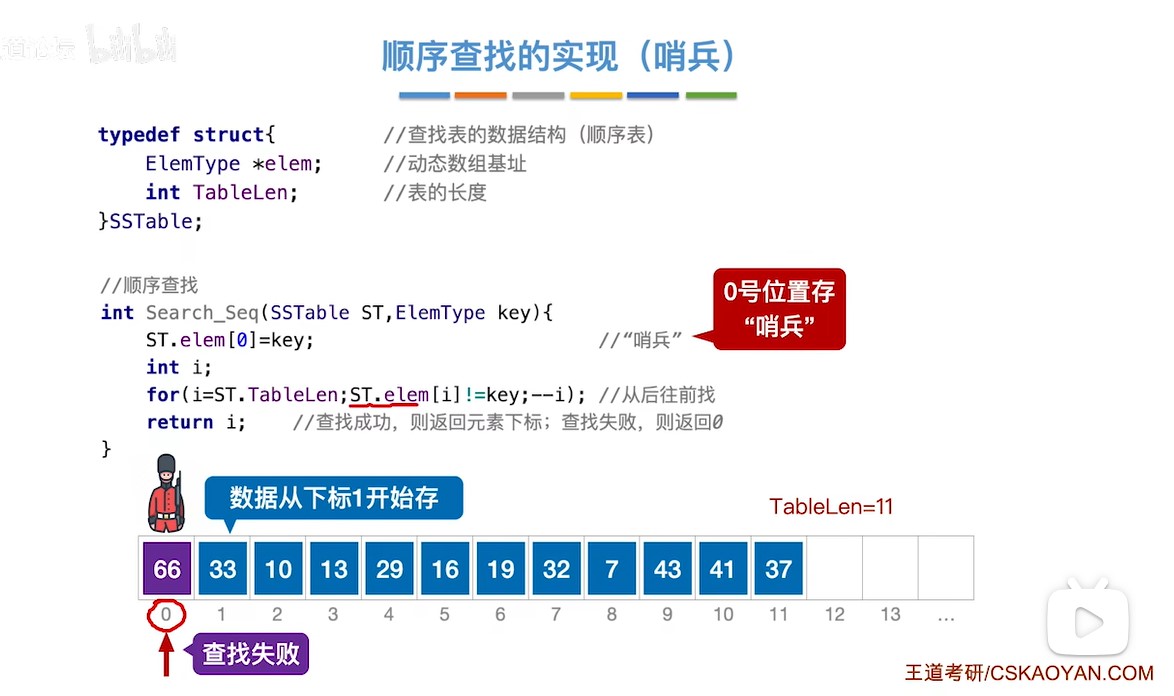 bilibili
顺序查找的实现（哨兵）
typedef struct{ //查找表的数据结构（顺序表）
ElemType *elem; //动态数组基址
int TableLen; //表的长度
}SSTable;
//顺序查找
int Search_Seq(SSTable ST,ElemType key){
ST.elem[0]=key; //“哨兵”
0号位置存
“哨兵”
int i;
for(i=ST.TableLen;ST.elem[i]!=key;--i); //从后往前找
return i; //查找成功，则返回元素下标；查找失败，则返回0
}
数据从下标1开始存
TableLen=11
66 33 10 13 29 16 19 32 7 43 41 37
0 1 2 3 4 5 6 7 8 9 10 11 12 13 ...
查找失败
王道考研/CSKAOYAN.COM